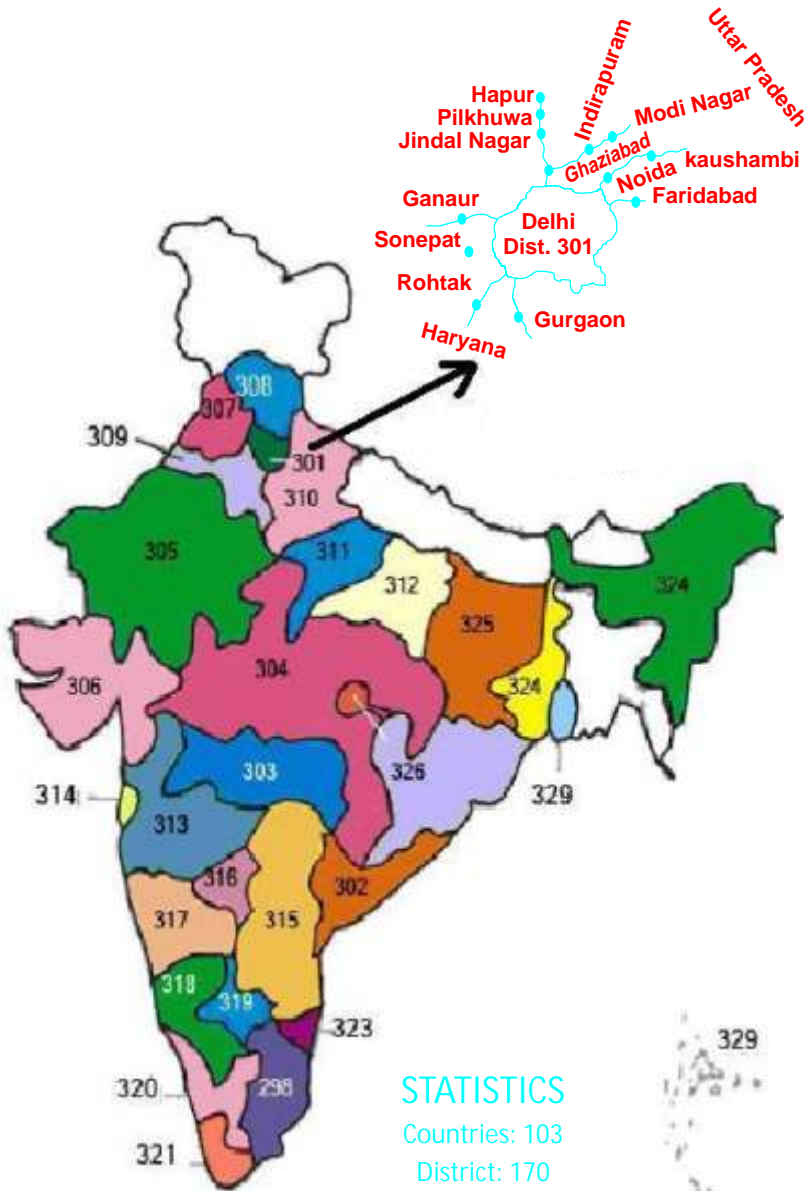 Uttar Pradesh
Indirapuram
Hapur
Pilkhuwa
Jindal Nagar
Modi Nagar
Ghaziabad
kaushambi
Noida
Faridabad
Ganaur
Delhi
Dist. 301
Sonepat
Rohtak
Haryana
Gurgaon
308
307
309
301
310
305
311
312
324
325
304
306
324
303
326
314
313
329
316
302
317
315
318
319
323
329
320
298
321
STATISTICS
Countries: 103
District: 170